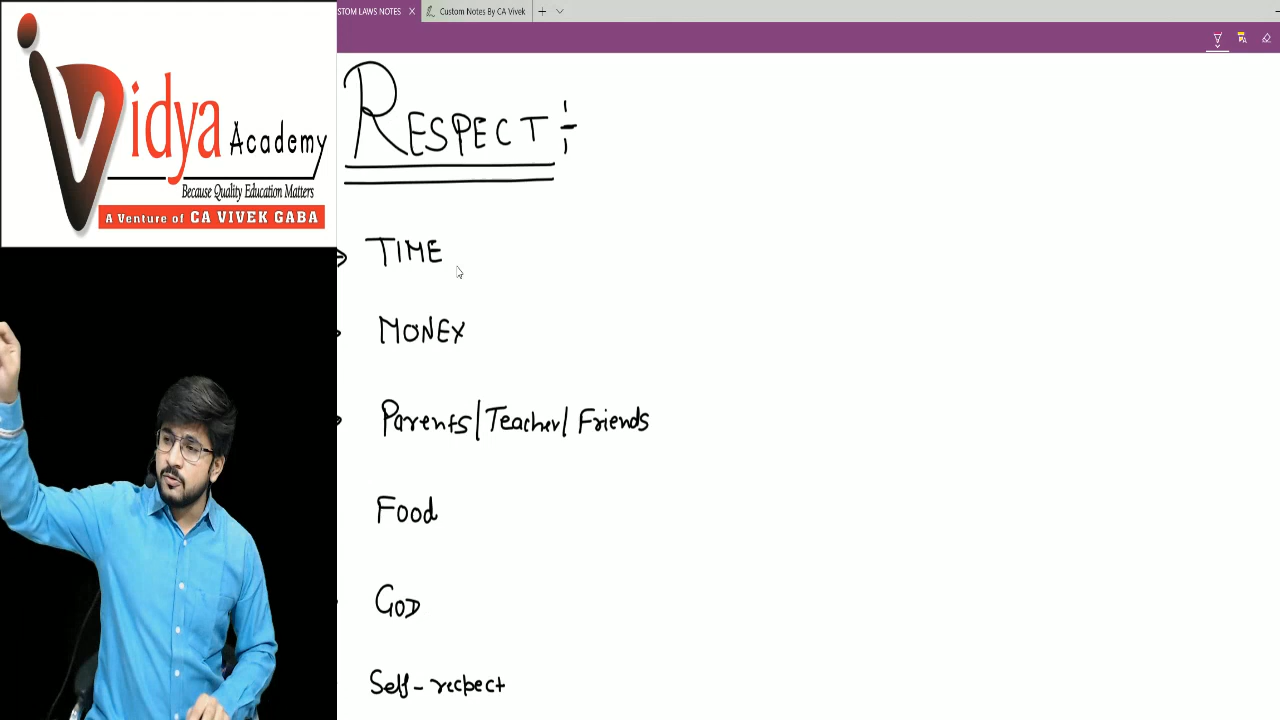 STOM LAWS NOTES
Custom Notes By CA Vivek
Vidya Academy
Because Quality Education Matters
A Venture of CA VIVEK GABA
RESPECT :-
TIME
MONEY
Parents/Teacher/Friends
Food
GOD
Self-recpect